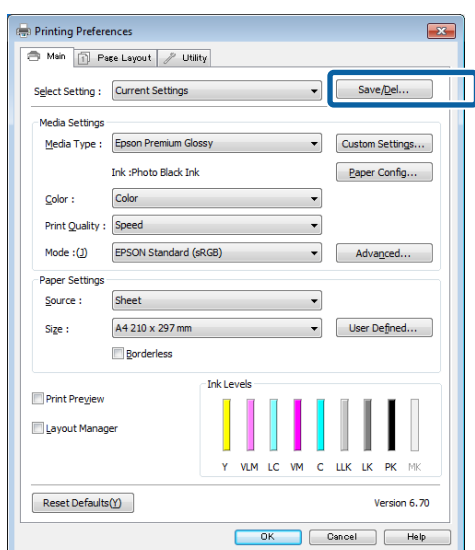 Printing Preferences
Main Page Layout Utility
Select Setting : Current Settings Save/Del...
Media Settings
Media Type : Epson Premium Glossy Custom Settings...
Ink :Photo Black Ink Paper Config...
Color : Color
Print Quality : Speed
Mode :(J) EPSON Standard (sRGB) Advanced...
Paper Settings
Source : Sheet
Size : A4 210 x 297 mm User Defined...
Borderless
Ink Levels
Print Preview
Layout Manager
Y VLM LC VM C LLK LK PK MK
Reset Defaults(Y) Version 6.70
OK Cancel Help